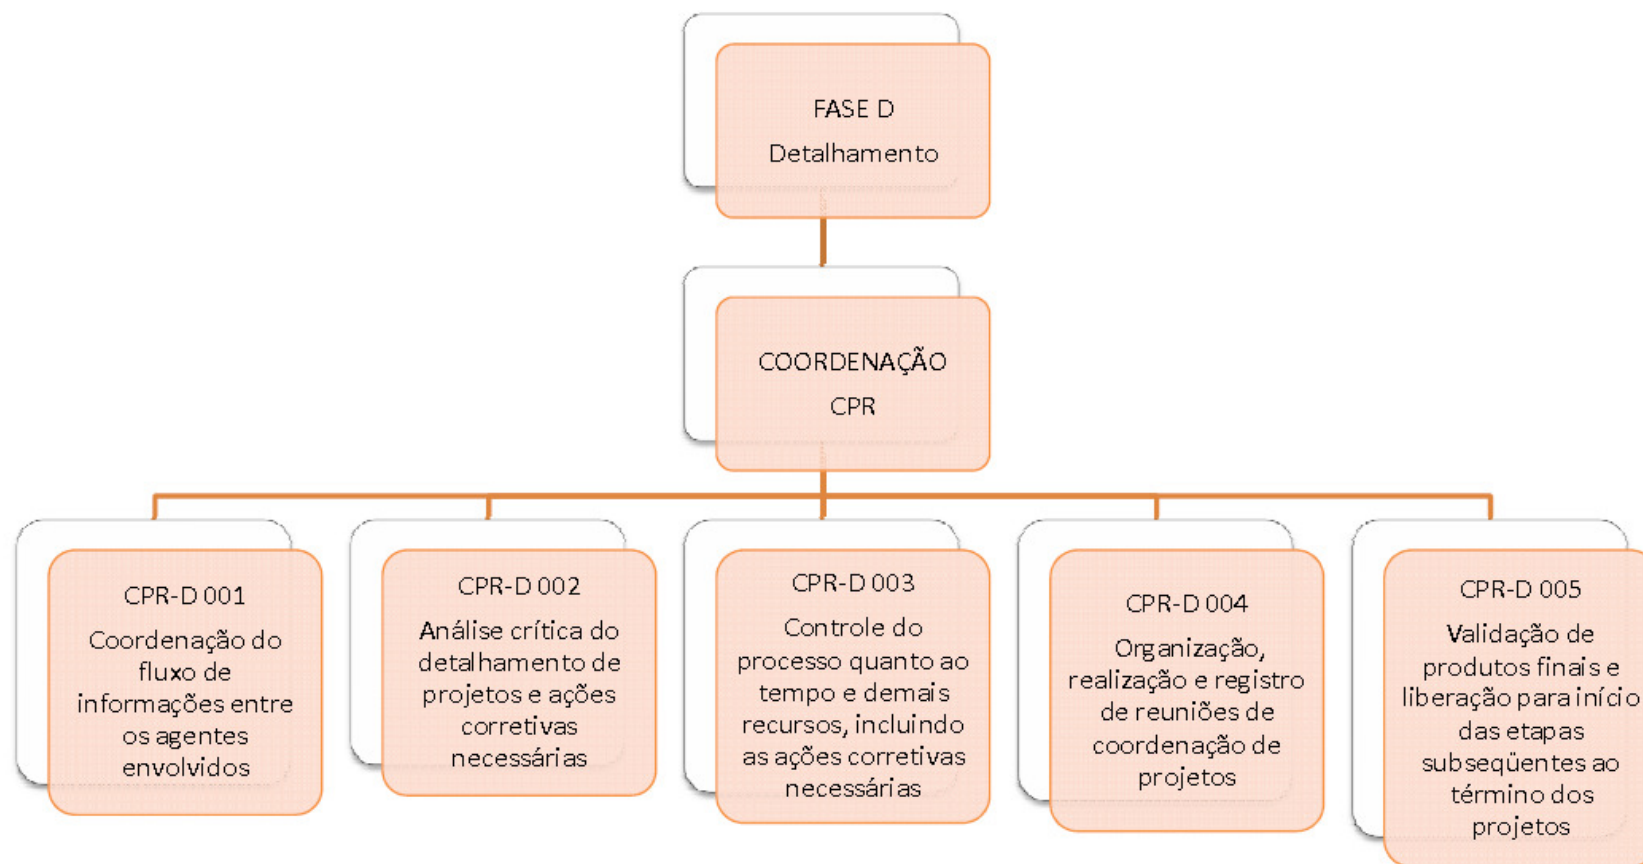 FASE D
Detalhamento
COORDENAÇÃO
CPR
CPR-D 001
Coordenação do
fluxo de
informações entre
os agentes
envolvidos
CPR-D 002
Análise crítica do
detalhamento de
projetos e ações
corretivas
necessárias
CPR-D 003
Controle do
processo quanto ao
tempo e demais
recursos, incluindo
as ações corretivas
necessárias
CPR-D 004
Organização,
realização e registro
de reuniões de
coordenação de
projetos
CPR-D 005
Validação de
produtos finais e
liberação para início
das etapas
subseqüentes ao
término dos
projetos